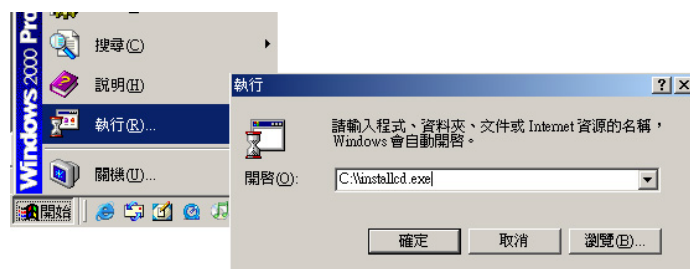 Windows 2000 Pro
搜尋(C)
說明(H)
執行(R)...
關機(U)...
開始
執行
請輸入程式、資料夾、文件或 Internet 資源的名稱，
Windows 會自動開啓。
開啓(O):
C:\installcd.exe
確定
取消
瀏覽(B)...